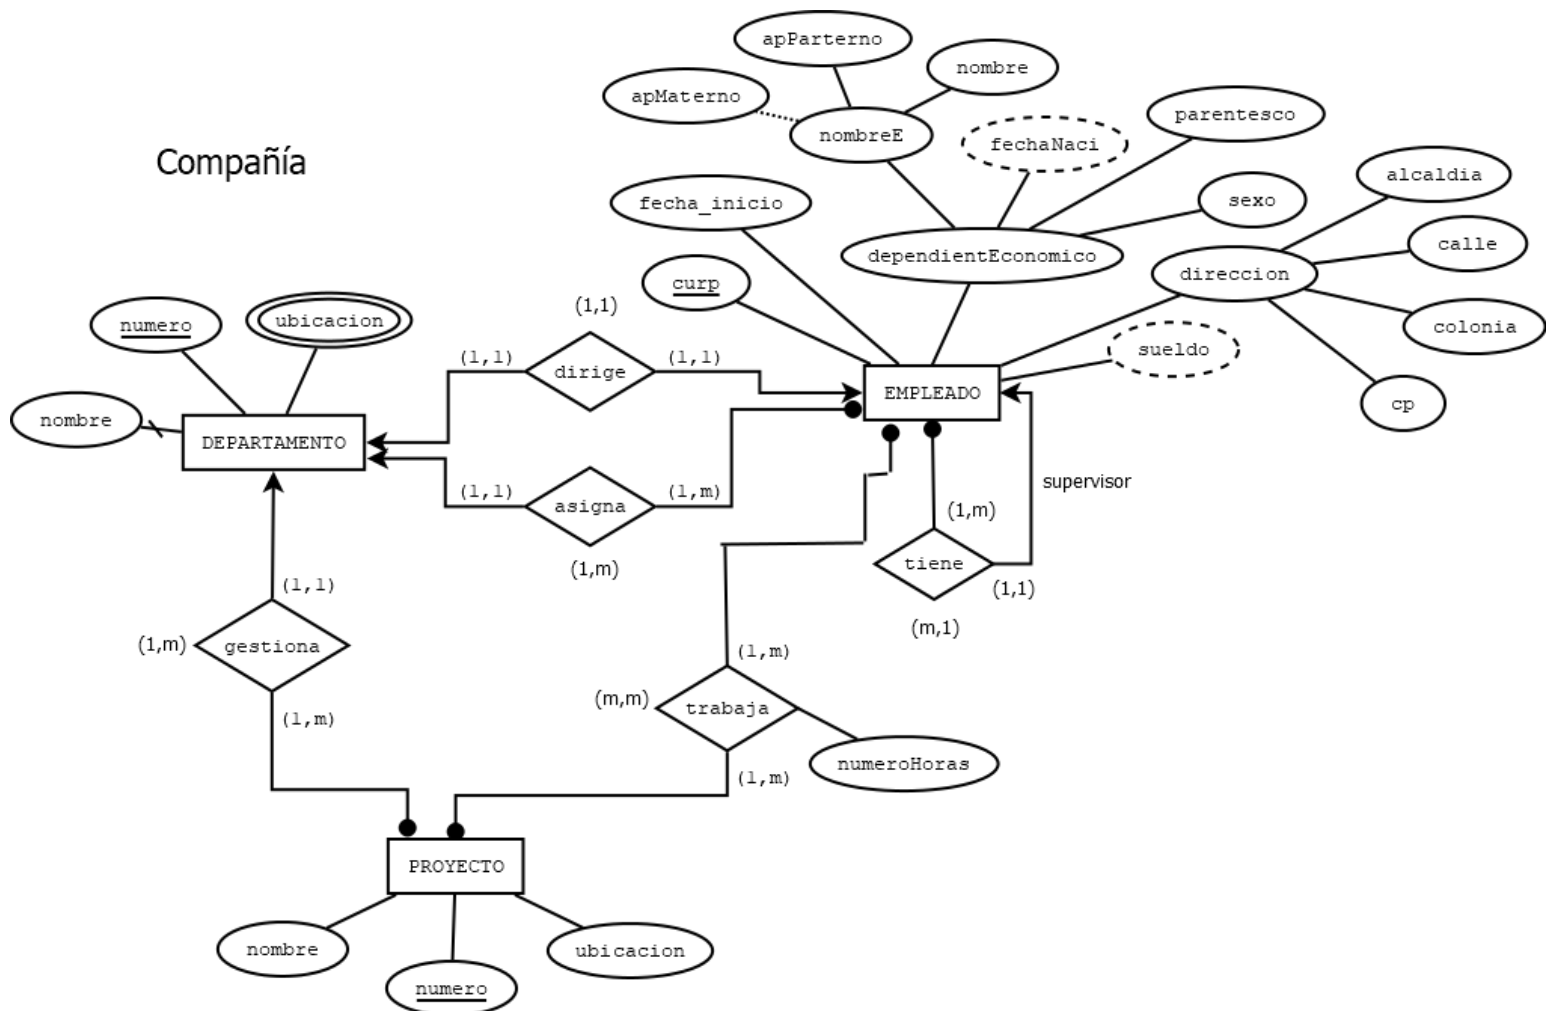 apParterno
nombre
apMaterno
nombreE
parentesco
fechaNaci
Compañía
alcaldia
fecha_inicio
sexo
calle
dependientEconomico
direccion
curp
numero
ubicacion
(1,1)
colonia
sueldo
(1,1)
dirige
(1,1)
EMPLEADO
cp
nombre
DEPARTAMENTO
(1,1)
asigna
(1,m)
supervisor
(1,m)
(1,m)
tiene
(1,1)
(1,1)
(m,1)
(1,m)
gestiona
(1,m)
(m,m)
trabaja
(1,m)
numeroHoras
(1,m)
PROYECTO
nombre
ubicacion
numero